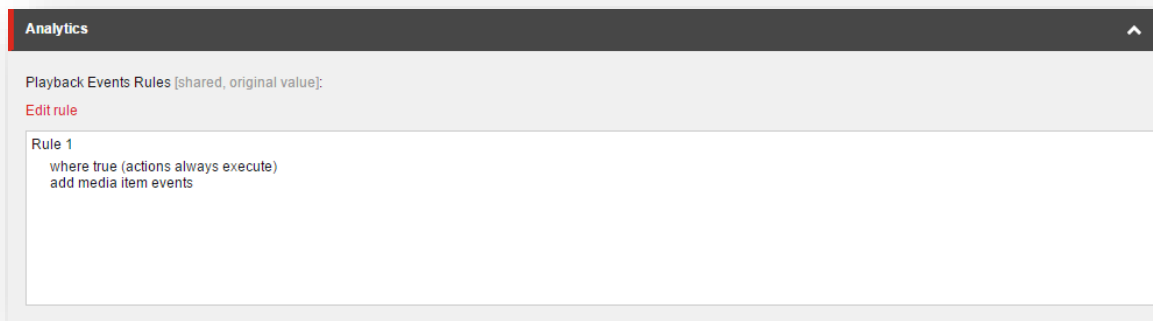 Analytics
Playback Events Rules [shared, original value]:
Edit rule
Rule 1
where true (actions always execute)
add media item events